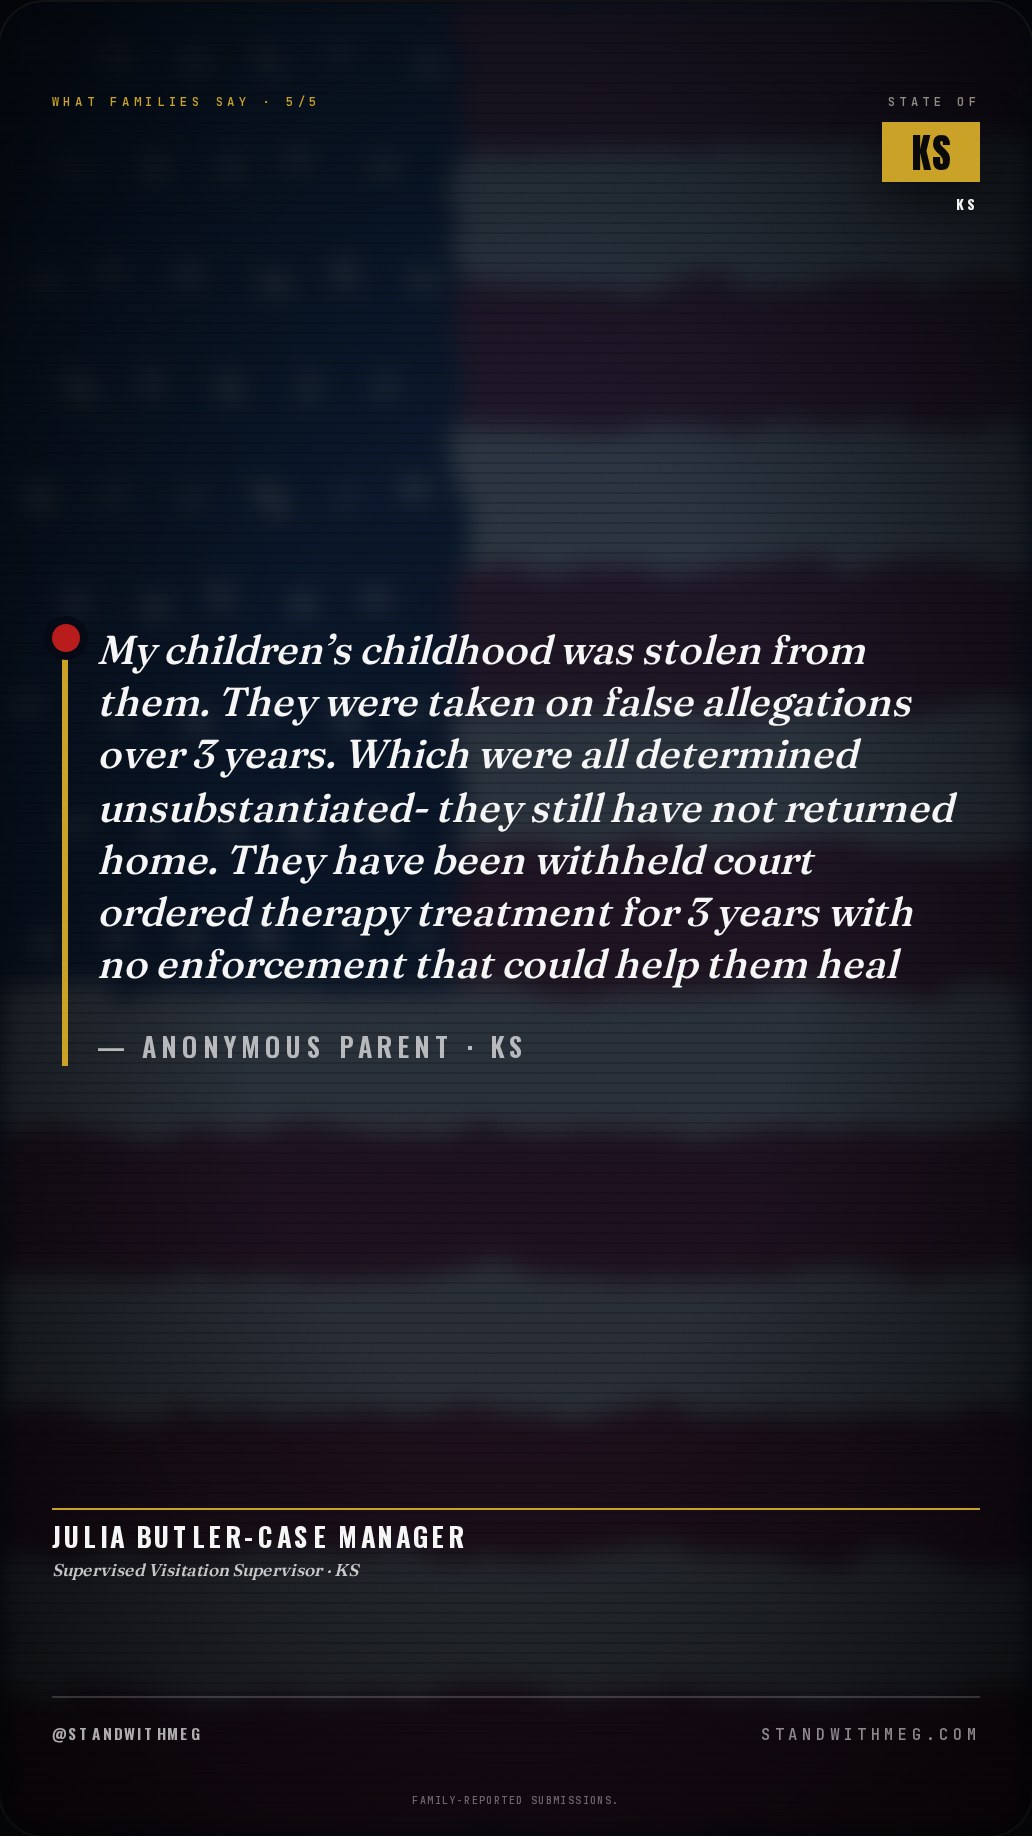 WHAT FAMILIES SAY · 5/5
STATE OF
KS
KS
My children’s childhood was stolen from
them. They were taken on false allegations
over 3 years. Which were all determined
unsubstantiated- they still have not returned
home. They have been withheld court
ordered therapy treatment for 3 years with
no enforcement that could help them heal
— ANONYMOUS PARENT · KS
JULIA BUTLER-CASE MANAGER
Supervised Visitation Supervisor · KS
@STANDWITHMEG
STANDWITHMEG.COM
FAMILY-REPORTED SUBMISSIONS.